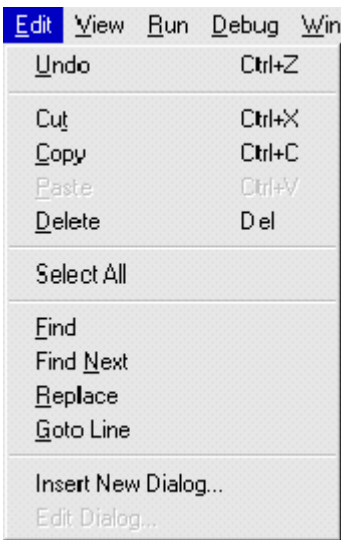 Edit View Run Debug Win
Undo Ctrl+Z
Cut Ctrl+X
Copy Ctrl+C
Paste Ctrl+V
Delete Del
Select All
Find
Find Next
Replace
Goto Line
Insert New Dialog...
Edit Dialog...